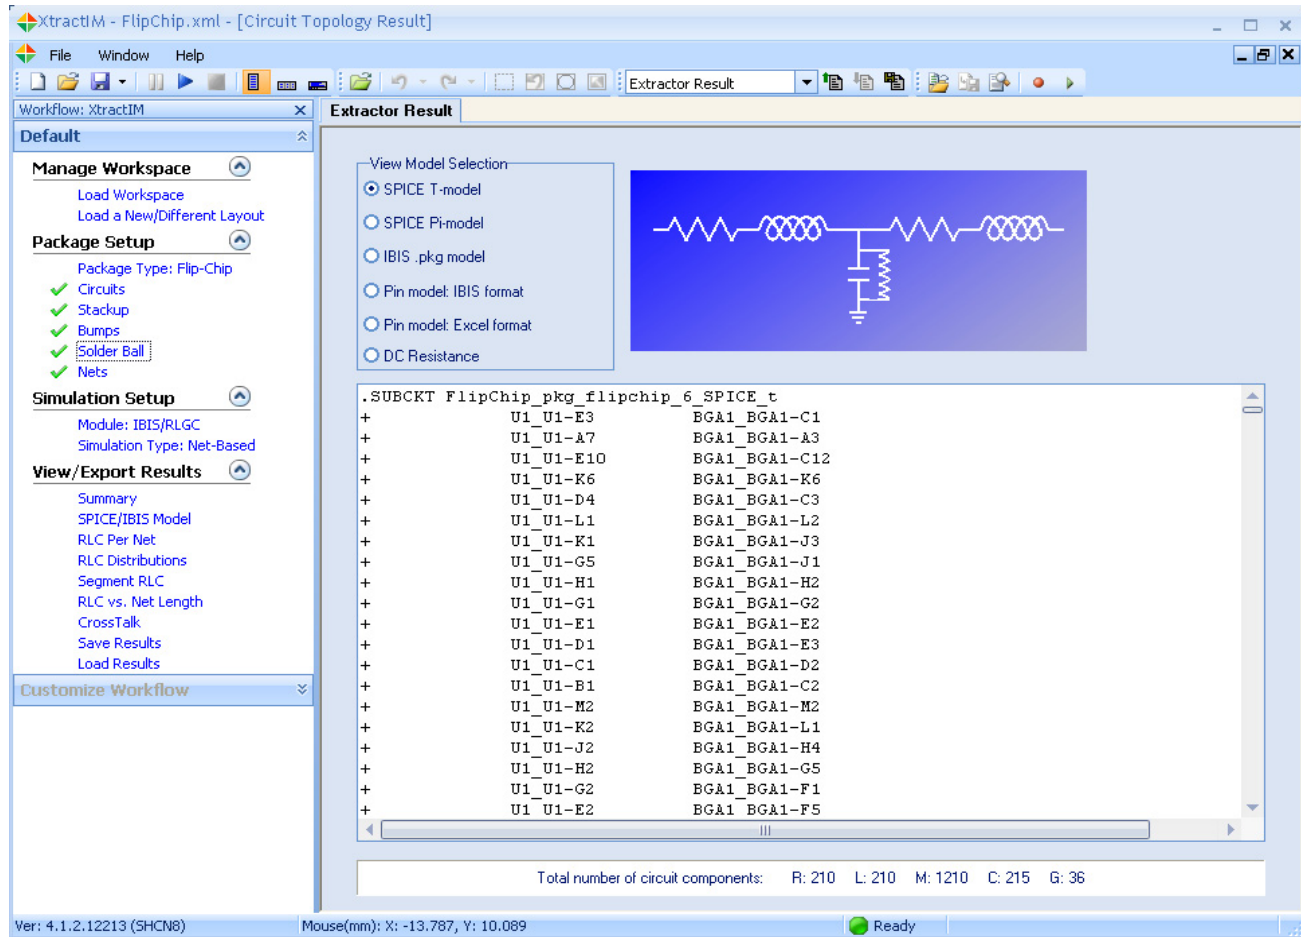 XtractIM - FlipChip.xml - [Circuit Topology Result]
File Window Help
Extractor Result
Workflow: XtractIM
Default
Manage Workspace
Load Workspace
Load a New/Different Layout
Package Setup
Package Type: Flip-Chip
Circuits
Stackup
Bumps
Solder Ball
Nets
Simulation Setup
Module: IBIS/RLGC
Simulation Type: Net-Based
View/Export Results
Summary
SPICE/IBIS Model
RLC Per Net
RLC Distributions
Segment RLC
RLC vs. Net Length
CrossTalk
Save Results
Load Results
Customize Workflow
Extractor Result
View Model Selection
SPICE T-model
SPICE Pi-model
IBIS .pkg model
Pin model: IBIS format
Pin model: Excel format
DC Resistance
.SUBCKT FlipChip_pkg_flipchip_6_SPICE_t
+ U1_U1-E3 BGA1_BGA1-C1
+ U1_U1-A7 BGA1_BGA1-A3
+ U1_U1-E10 BGA1_BGA1-C12
+ U1_U1-K6 BGA1_BGA1-K6
+ U1_U1-D4 BGA1_BGA1-C3
+ U1_U1-L1 BGA1_BGA1-L2
+ U1_U1-K1 BGA1_BGA1-J3
+ U1_U1-G5 BGA1_BGA1-J1
+ U1_U1-H1 BGA1_BGA1-H2
+ U1_U1-G1 BGA1_BGA1-G2
+ U1_U1-E1 BGA1_BGA1-E2
+ U1_U1-D1 BGA1_BGA1-E3
+ U1_U1-C1 BGA1_BGA1-D2
+ U1_U1-B1 BGA1_BGA1-C2
+ U1_U1-M2 BGA1_BGA1-M2
+ U1_U1-K2 BGA1_BGA1-L1
+ U1_U1-J2 BGA1_BGA1-H4
+ U1_U1-H2 BGA1_BGA1-G5
+ U1_U1-G2 BGA1_BGA1-F1
+ U1_U1-E2 BGA1_BGA1-F5
Total number of circuit components: R: 210 L: 210 M: 1210 C: 215 G: 36
Ver: 4.1.2.12213 (SHCN8) Mouse(mm): X: -13.787, Y: 10.089 Ready